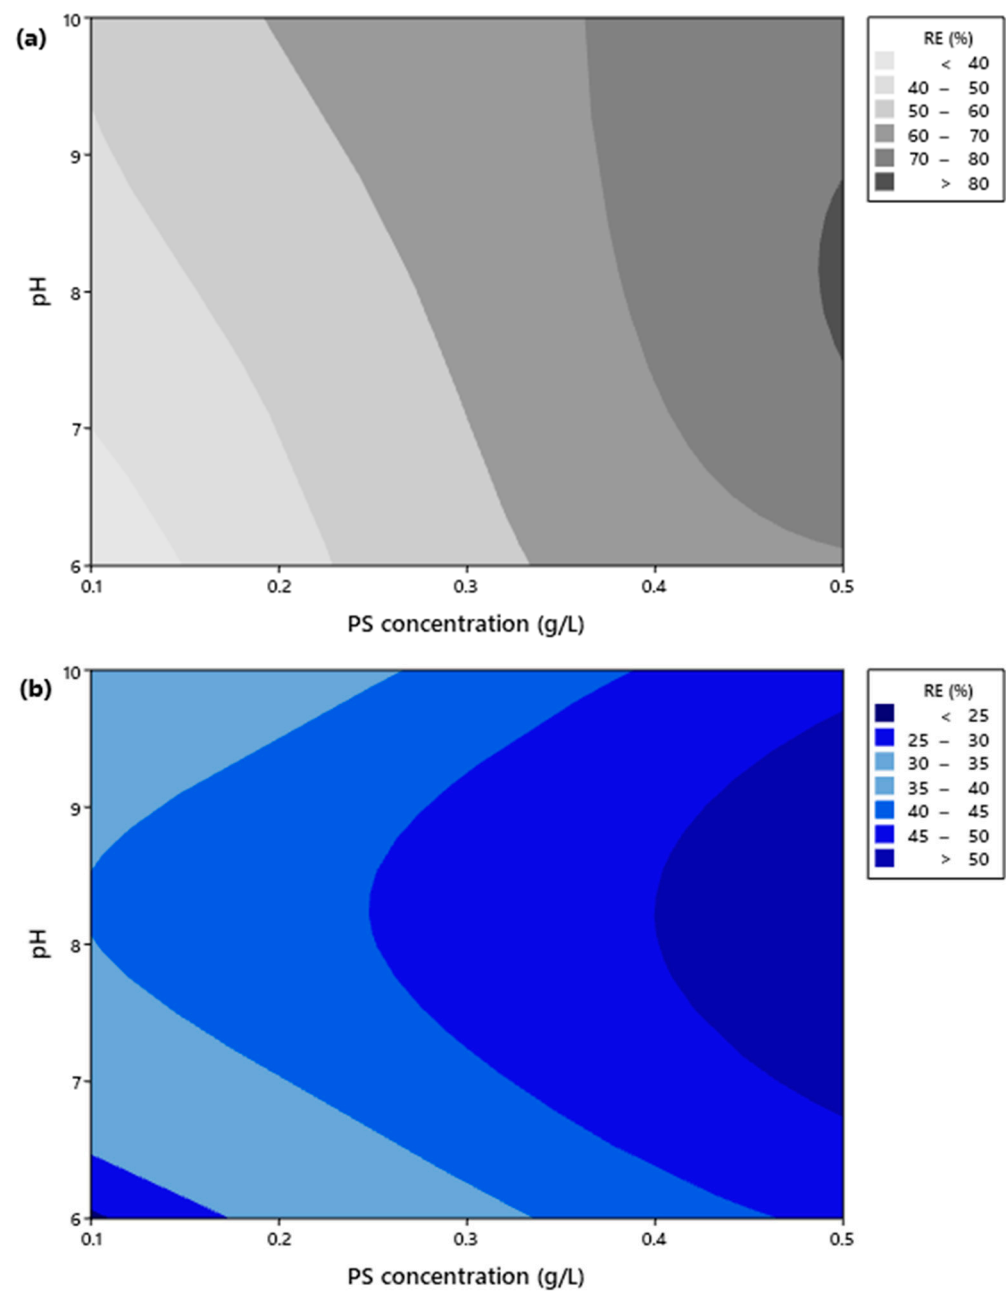 (a)
10
9
8
7
6
pH
0.1 0.2 0.3 0.4 0.5
PS concentration (g/L)
RE (%)
< 40
40 – 50
50 – 60
60 – 70
70 – 80
> 80
(b)
10
9
8
7
6
pH
0.1 0.2 0.3 0.4 0.5
PS concentration (g/L)
RE (%)
< 25
25 – 30
30 – 35
35 – 40
40 – 45
45 – 50
> 50